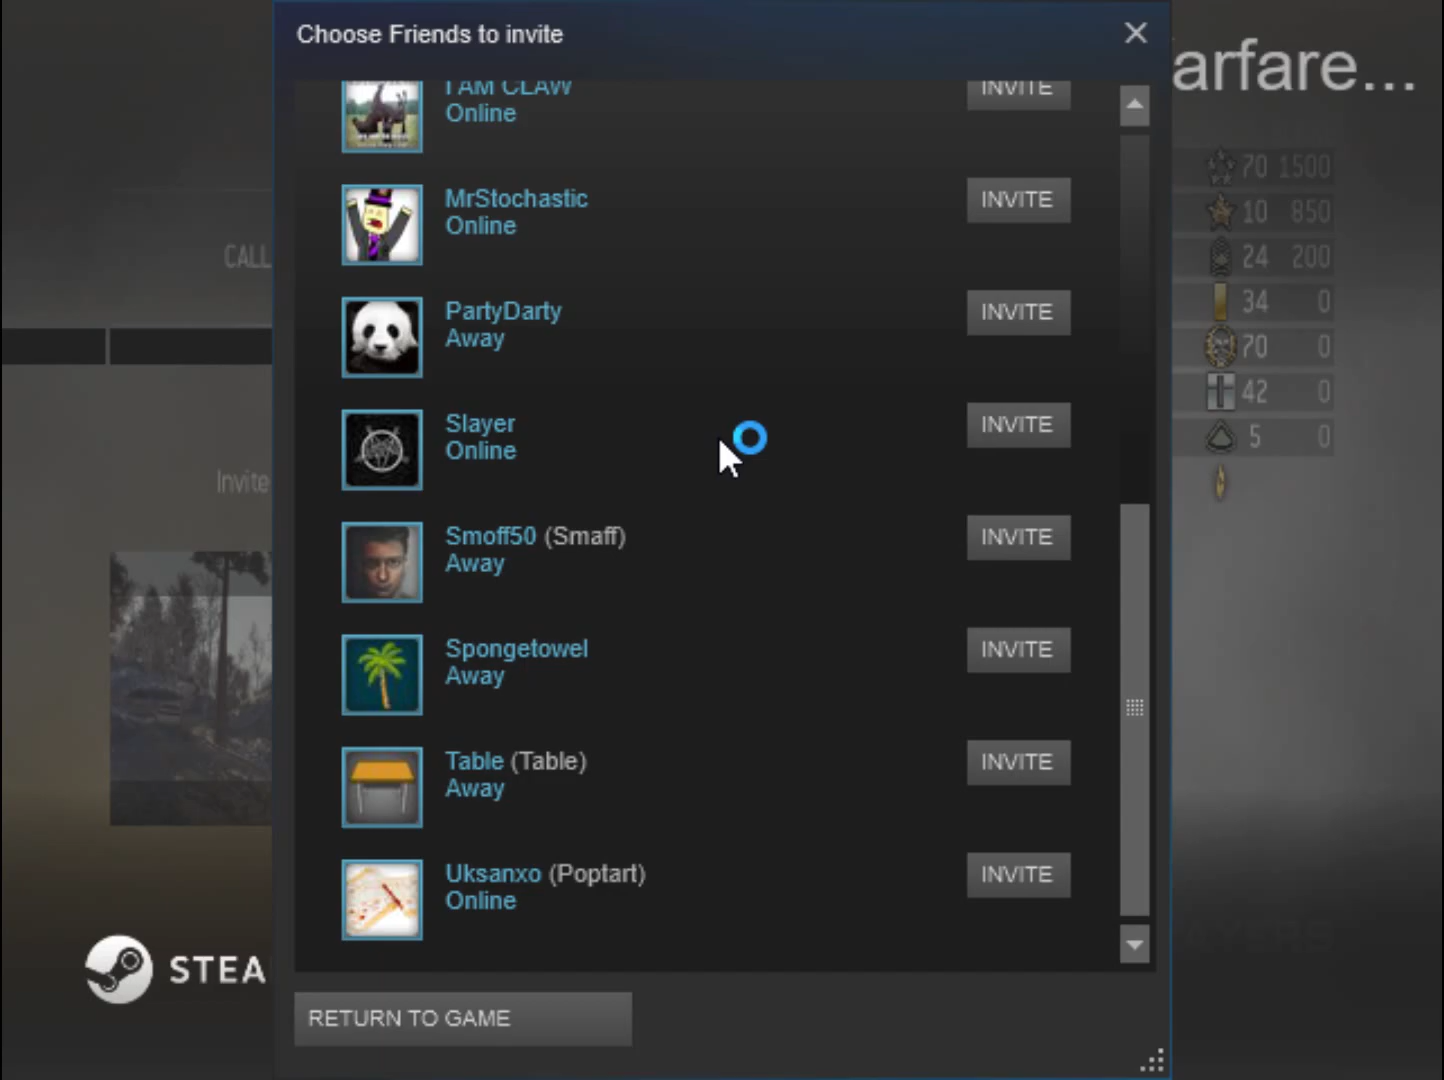 Choose Friends to invite
arfare...
I AM CLAW
Online
INVITE
MrStochastic
Online
INVITE
PartyDarty
Away
INVITE
Slayer
Online
INVITE
Smoff50 (Smaff)
Away
INVITE
Spongetowel
Away
INVITE
Table (Table)
Away
INVITE
Uksanxo (Poptart)
Online
INVITE
RETURN TO GAME
CALL
Invite
STEA
70 1500
10 850
24 200
34 0
70 0
42 0
5 0